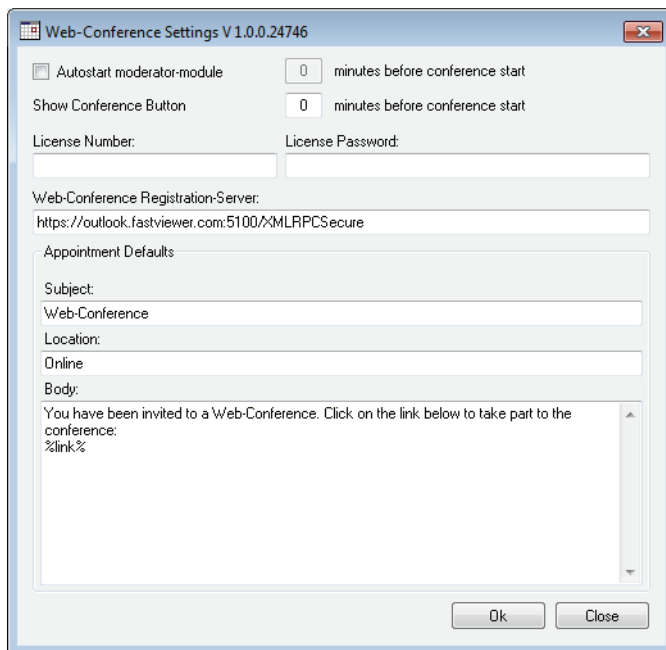 Web-Conference Settings V 1.0.0.24746
Autostart moderator-module 0 minutes before conference start
Show Conference Button 0 minutes before conference start
License Number: License Password:
Web-Conference Registration-Server:
https://outlook.fastviewer.com:5100/XMLRPCSecure
Appointment Defaults
Subject:
Web-Conference
Location:
Online
Body:
You have been invited to a Web-Conference. Click on the link below to take part to the
conference:
%link%
Ok Close